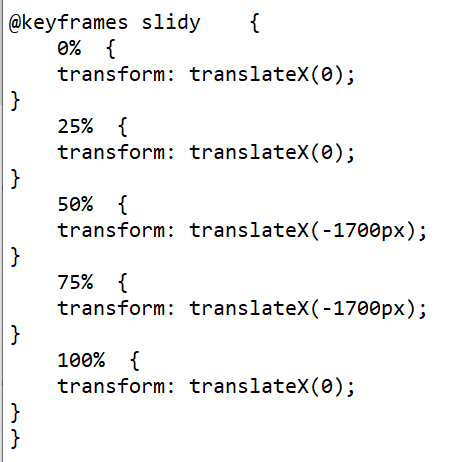 @keyframes slidy    {
    0%  {
    transform: translateX(0);
}
    25%  {
    transform: translateX(0);
}
    50%  {
    transform: translateX(-1700px);
}
    75%  {
    transform: translateX(-1700px);
}
    100%  {
    transform: translateX(0);
}
}